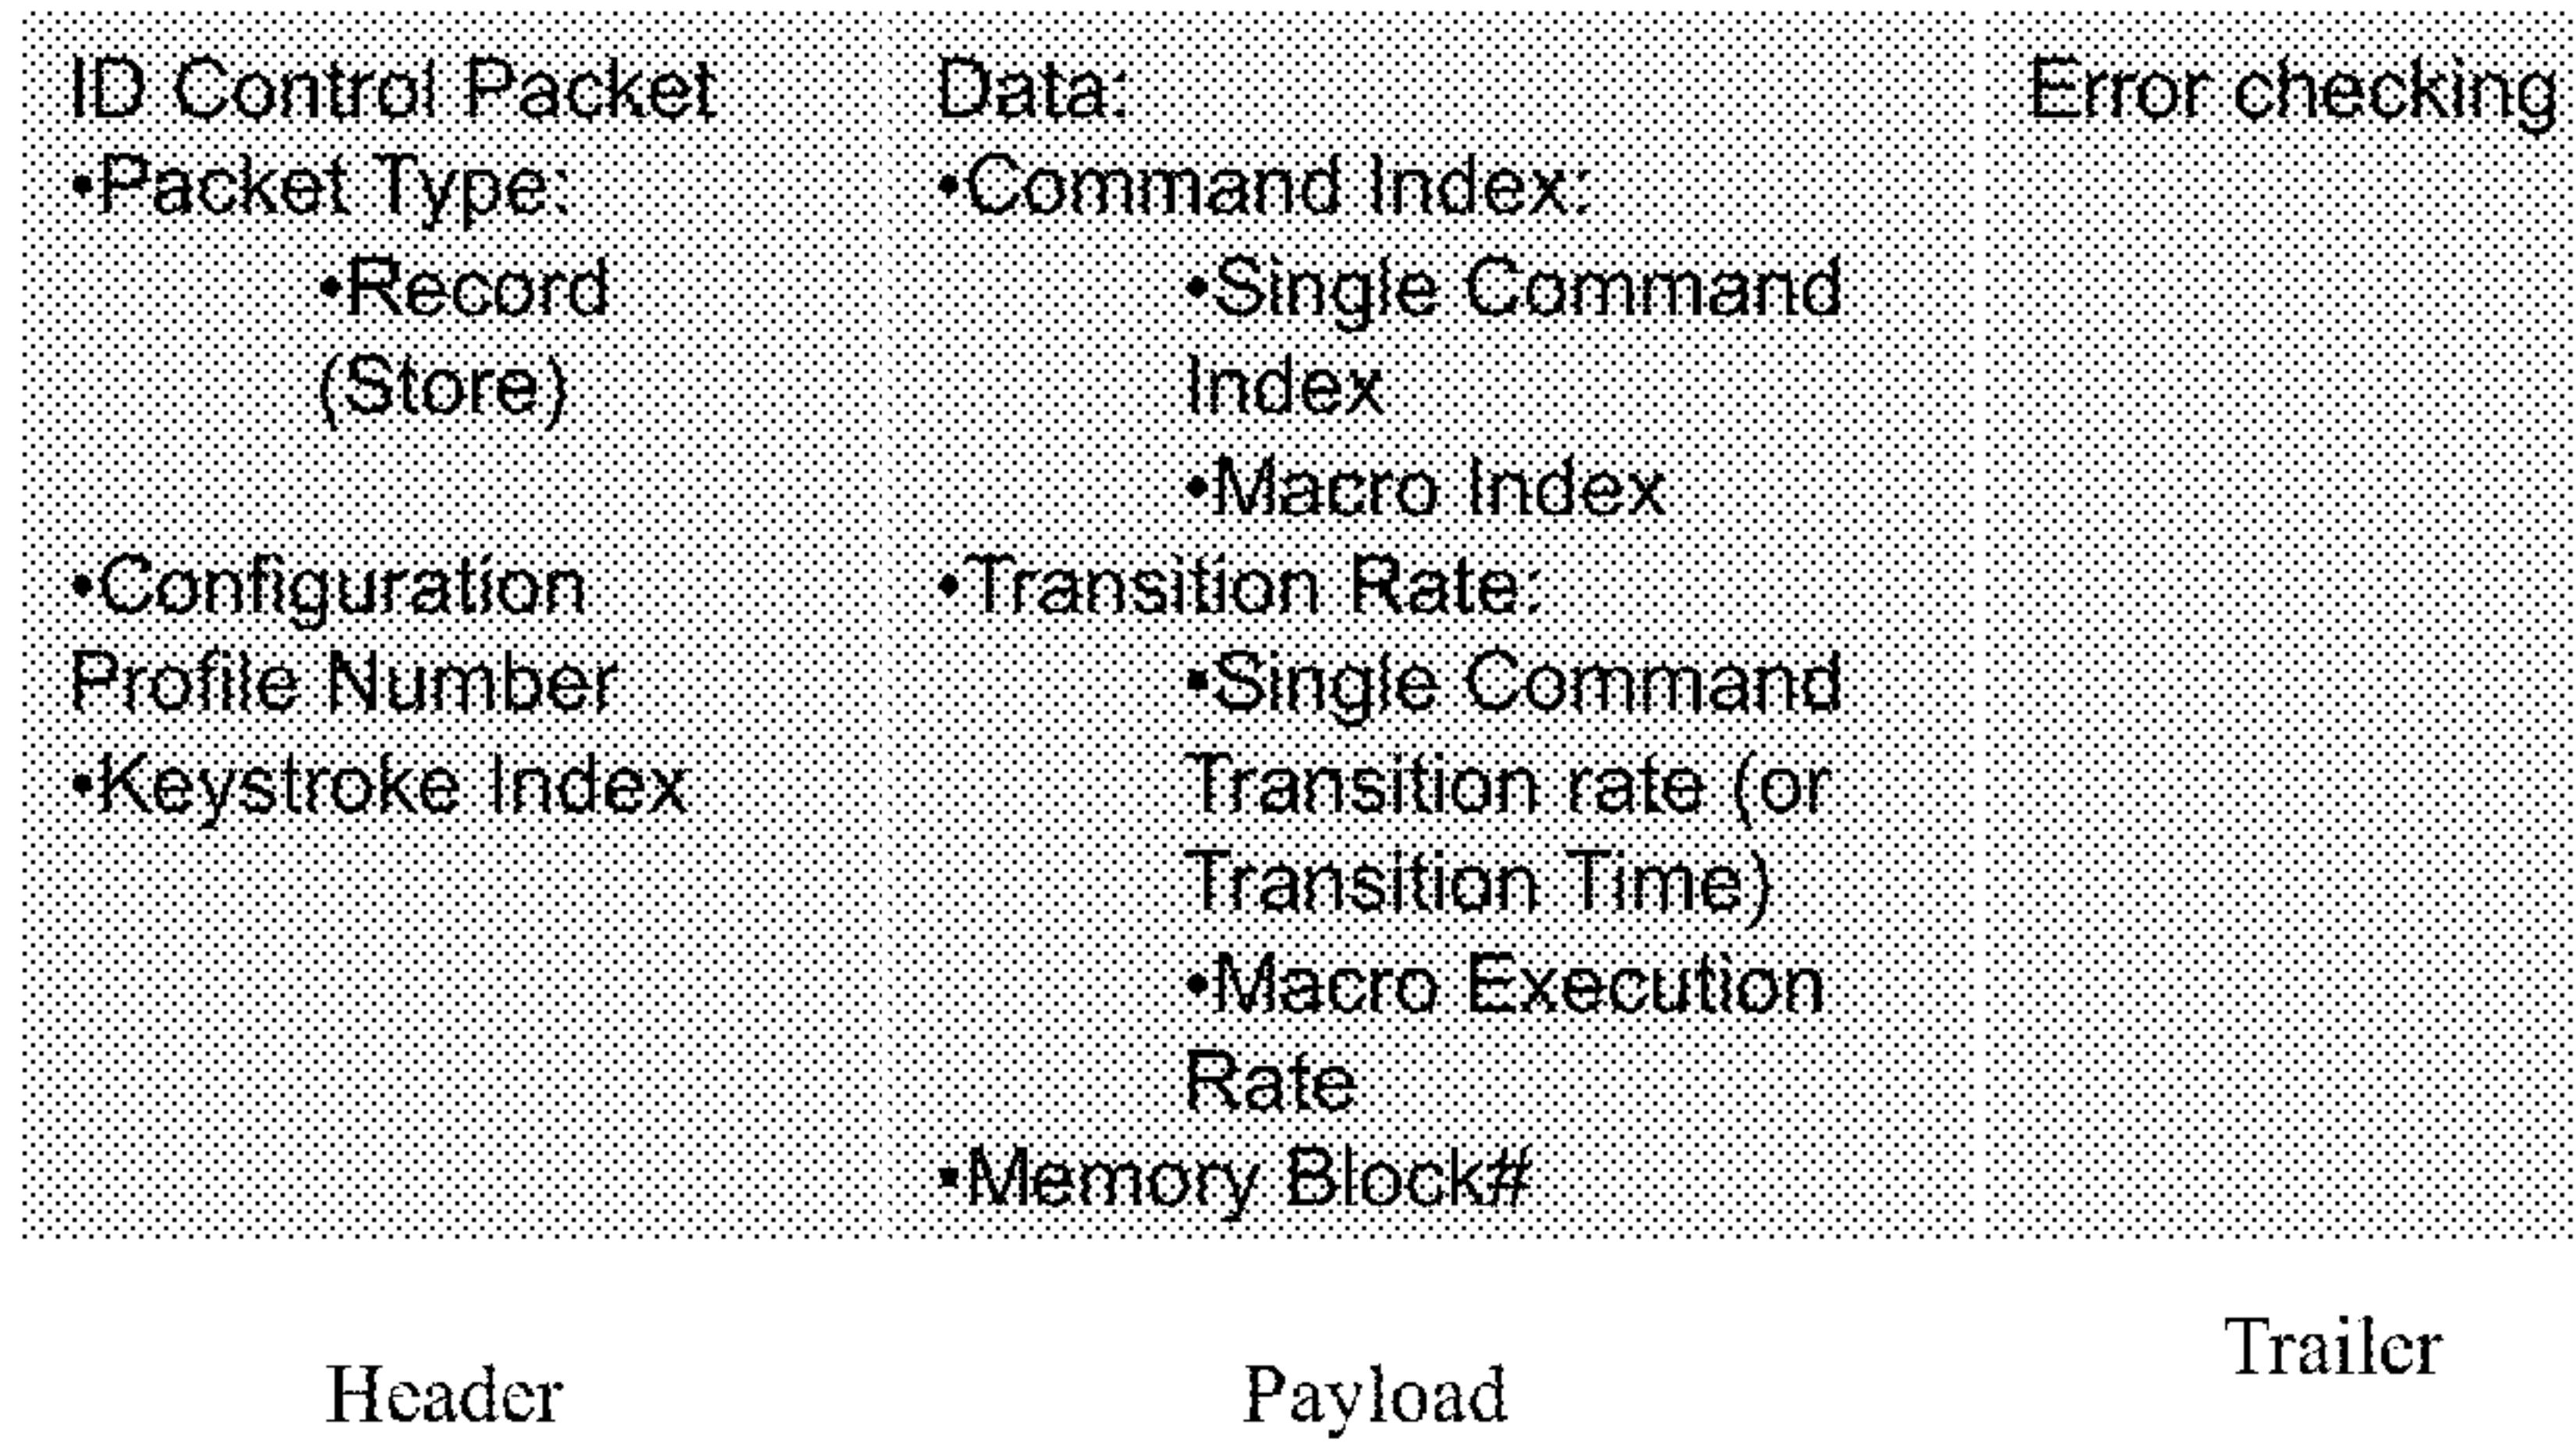 ID Control Packet
•Packet Type:
•Record
(Store)
•Configuration
Profile Number
•Keystroke Index
Data:
•Command Index:
•Single Command
Index
•Macro Index
•Transition Rate:
•Single Command
Transition rate (or
Transition Time)
•Macro Execution
Rate
•Memory Block#
Error checking
Header
Payload
Trailer